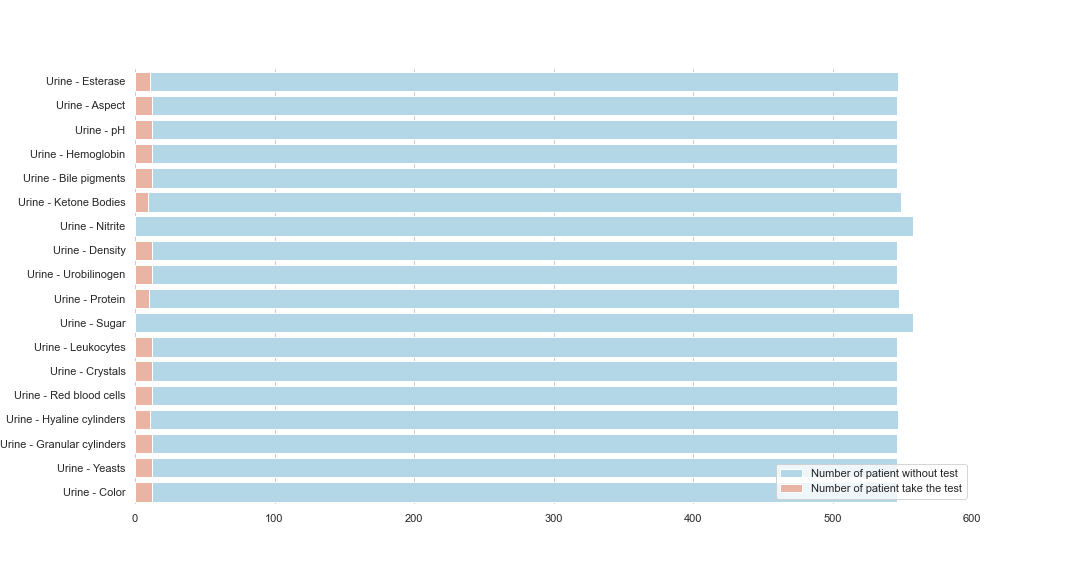 Urine - Esterase
Urine - Aspect
Urine - pH
Urine - Hemoglobin
Urine - Bile pigments
Urine - Ketone Bodies
Urine - Nitrite
Urine - Density
Urine - Urobilinogen
Urine - Protein
Urine - Sugar
Urine - Leukocytes
Urine - Crystals
Urine - Red blood cells
Urine - Hyaline cylinders
Urine - Granular cylinders
Urine - Yeasts
Urine - Color
Number of patient without test
Number of patient take the test
0 100 200 300 400 500 600